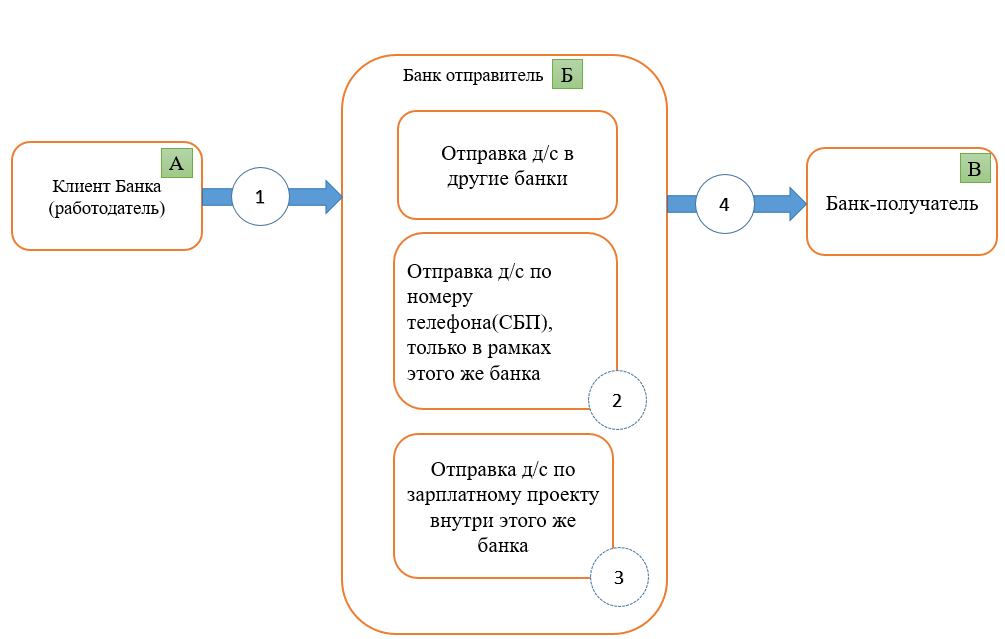 Банк отправитель
Б
Отправка д/с в
другие банки
А
Клиент Банка
(работодатель)
1
4
В
Банк-получатель
Отправка д/с по
номеру
телефона(СБП),
только в рамках
этого же банка
2
Отправка д/с по
зарплатному проекту
внутри этого же
банка
3